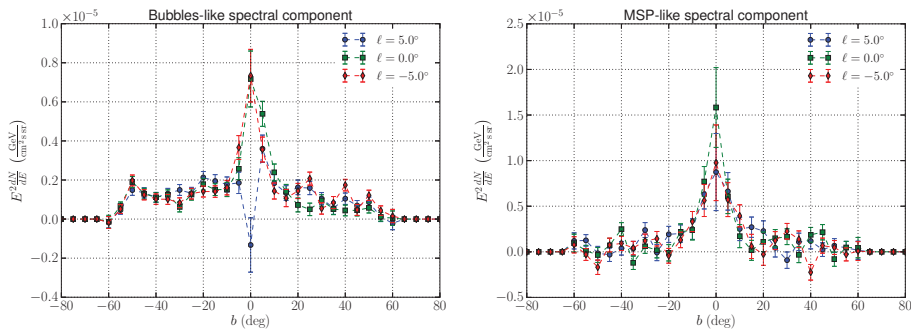 Bubbles-like spectral component
1.0 ×10⁻⁵
0.8
0.6
0.4
0.2
0.0
−0.2
−0.4
E² dN/dE (GeV / cm² s sr)
ℓ = 5.0°
ℓ = 0.0°
ℓ = −5.0°
−80 −60 −40 −20 0 20 40 60 80
b (deg)
MSP-like spectral component
2.5 ×10⁻⁵
2.0
1.5
1.0
0.5
0.0
−0.5
E² dN/dE (GeV / cm² s sr)
ℓ = 5.0°
ℓ = 0.0°
ℓ = −5.0°
−80 −60 −40 −20 0 20 40 60 80
b (deg)